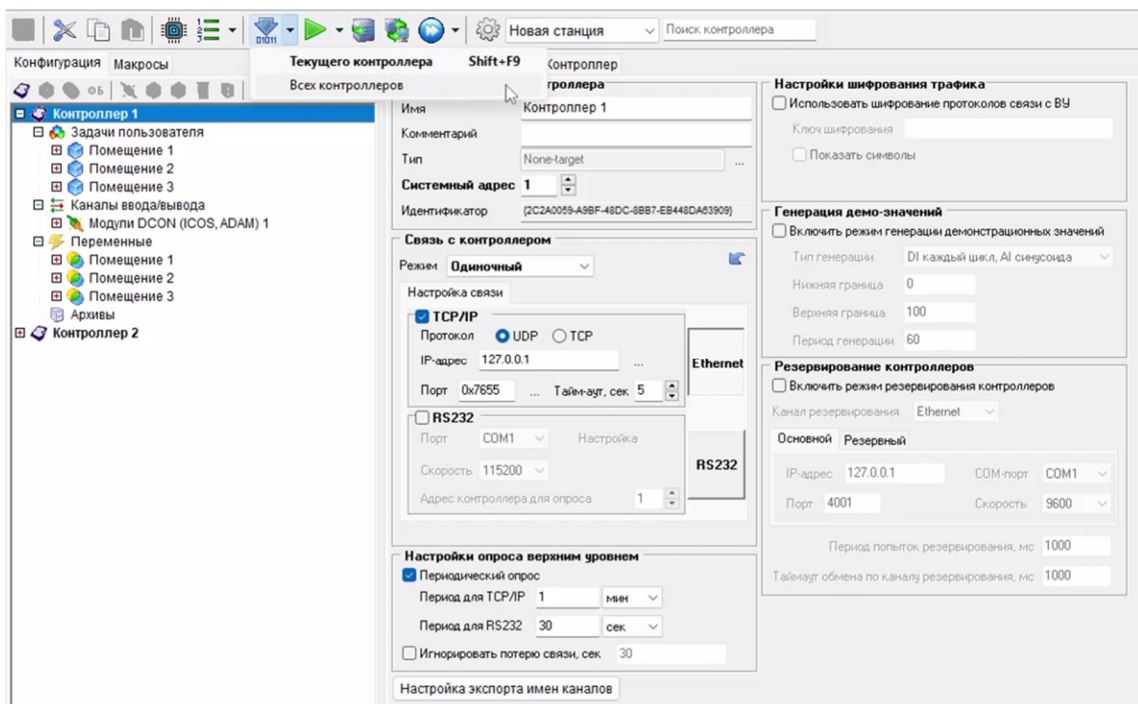 Новая станция
Поиск контроллера
01011
Конфигурация Макросы
Текущего контроллера Shift+F9
Всех контроллеров
Контроллер
Контроллер 1
Задачи пользователя
Помещение 1
Помещение 2
Помещение 3
Каналы ввода/вывода
Модули DCON (ICOS, ADAM) 1
Переменные
Помещение 1
Помещение 2
Помещение 3
Архивы
Контроллер 2
Имя Контроллер 1
Комментарий
Тип None-target ...
Системный адрес 1
Идентификатор {2C2A0059-A9BF-48DC-8BB7-EB448DA63909}
Связь с контроллером
Режим Одиночный
Настройка связи
TCP/IP
Протокол UDP TCP
IP-адрес 127.0.0.1 ...
Порт 0x7655 ... Тайм-аут, сек 5
Ethernet
RS232
Порт COM1 Настройка
Скорость 115200
Адрес контроллера для опроса 1
RS232
Настройки опроса верхним уровнем
Периодический опрос
Период для TCP/IP 1 мин
Период для RS232 30 сек
Игнорировать потерю связи, сек 30
Настройка экспорта имен каналов
Настройки шифрования трафика
Использовать шифрование протоколов связи с ВУ
Ключ шифрования
Показать символы
Генерация демо-значений
Включить режим генерации демонстрационных значений
Тип генерации DI каждый цикл, AI синусоида
Нижняя граница 0
Верхняя граница 100
Период генерации 60
Резервирование контроллеров
Включить режим резервирования контроллеров
Канал резервирования Ethernet
Основной Резервный
IP-адрес 127.0.0.1 COM-порт COM1
Порт 4001 Скорость 9600
Период попыток резервирования, мс 1000
Таймаут обмена по каналу резервирования, мс 1000